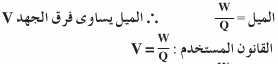 الميل = W/Q ∴ الميل يساوى فرق الجهد V
القانون المستخدم : V = W/Q